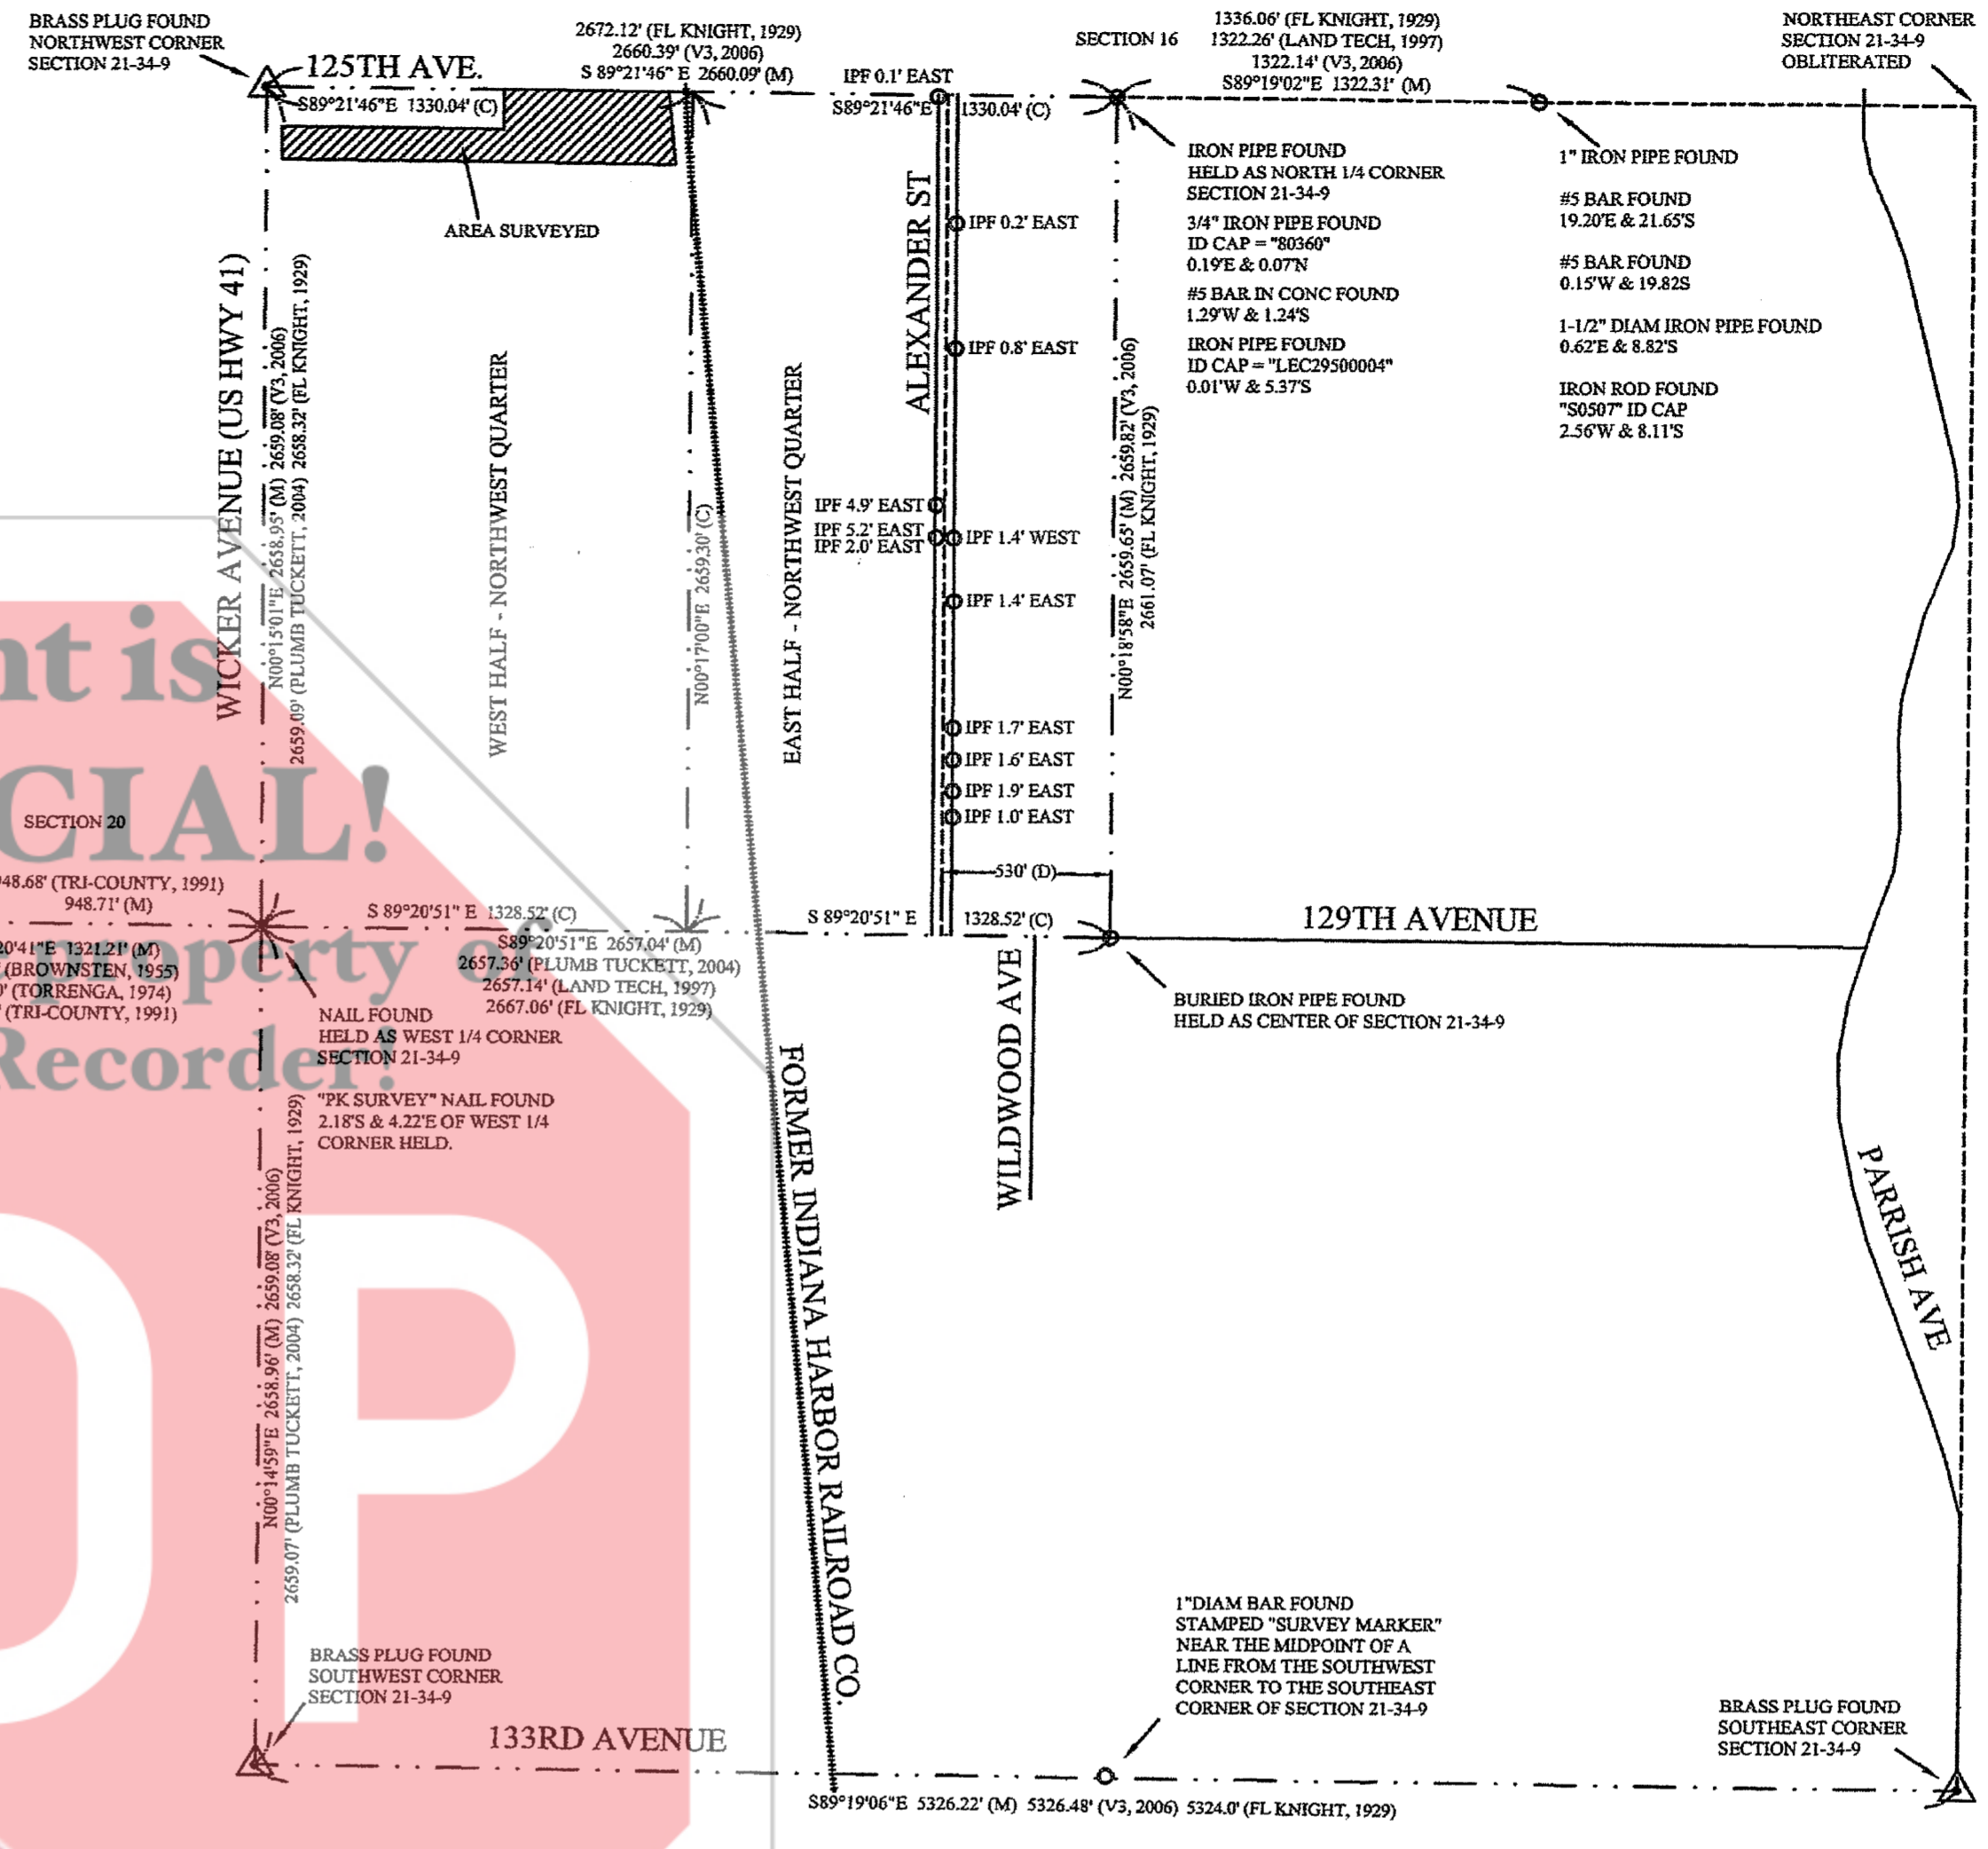 BRASS PLUG FOUND
NORTHWEST CORNER
SECTION 21-34-9
125TH AVE.
S89°21'46"E 1330.04' (C)
2672.12' (FL KNIGHT, 1929)
2660.39' (V3, 2006)
S 89°21'46" E 2660.09' (M)
IPF 0.1' EAST
S89°21'46"E 1330.04' (C)
SECTION 16
1336.06' (FL KNIGHT, 1929)
1322.26' (LAND TECH, 1997)
1322.14' (V3, 2006)
S89°19'02"E 1322.31' (M)
NORTHEAST CORNER
SECTION 21-34-9
OBLITERATED
AREA SURVEYED
IRON PIPE FOUND
HELD AS NORTH 1/4 CORNER
SECTION 21-34-9
3/4" IRON PIPE FOUND
ID CAP = "80360"
0.19'E & 0.07'N
#5 BAR IN CONC FOUND
1.29'W & 1.24'S
IRON PIPE FOUND
ID CAP = "LEC29500004"
0.01'W & 5.37'S
1" IRON PIPE FOUND
#5 BAR FOUND
19.20'E & 21.65'S
#5 BAR FOUND
0.15'W & 19.82S
1-1/2" DIAM IRON PIPE FOUND
0.62'E & 8.82'S
IRON ROD FOUND
"S0507" ID CAP
2.56'W & 8.11'S
WICKER AVENUE (US HWY 41)
N00°15'01"E 2658.95' (M) 2659.08' (V3, 2006)
2659.09' (PLUMB TUCKETT, 2004) 2658.32' (FL KNIGHT, 1929)
WEST HALF - NORTHWEST QUARTER
N00°17'00"E 2659.30' (C)
EAST HALF - NORTHWEST QUARTER
ALEXANDER ST
IPF 0.2' EAST
IPF 0.8' EAST
IPF 4.9' EAST
IPF 5.2' EAST
IPF 2.0' EAST
IPF 1.4' WEST
IPF 1.4' EAST
IPF 1.7' EAST
IPF 1.6' EAST
IPF 1.9' EAST
IPF 1.0' EAST
N00°18'58"E 2659.65' (M) 2659.82' (V3, 2006)
2661.07' (FL KNIGHT, 1929)
530' (D)
nt is
CIAL!
property of
Recorder!
OP
SECTION 20
948.68' (TRI-COUNTY, 1991)
948.71' (M)
20'41"E 1321.21' (M)
(BROWNSTEN, 1955)
(TORRENGA, 1974)
(TRI-COUNTY, 1991)
S 89°20'51" E 1328.52' (C)
S89°20'51"E 2657.04' (M)
2657.36' (PLUMB TUCKETT, 2004)
2657.14' (LAND TECH, 1997)
2667.06' (FL KNIGHT, 1929)
S 89°20'51" E 1328.52' (C)
129TH AVENUE
WILDWOOD AVE
BURIED IRON PIPE FOUND
HELD AS CENTER OF SECTION 21-34-9
NAIL FOUND
HELD AS WEST 1/4 CORNER
SECTION 21-34-9
"PK SURVEY" NAIL FOUND
2.18'S & 4.22'E OF WEST 1/4
CORNER HELD.
N00°14'59"E 2658.96' (M) 2659.08' (V3, 2006)
2659.07' (PLUMB TUCKETT, 2004) 2658.32' (FL KNIGHT, 1929)
FORMER INDIANA HARBOR RAILROAD CO.
PARRISH AVE
BRASS PLUG FOUND
SOUTHWEST CORNER
SECTION 21-34-9
133RD AVENUE
1"DIAM BAR FOUND
STAMPED "SURVEY MARKER"
NEAR THE MIDPOINT OF A
LINE FROM THE SOUTHWEST
CORNER TO THE SOUTHEAST
CORNER OF SECTION 21-34-9
BRASS PLUG FOUND
SOUTHEAST CORNER
SECTION 21-34-9
S89°19'06"E 5326.22' (M) 5326.48' (V3, 2006) 5324.0' (FL KNIGHT, 1929)